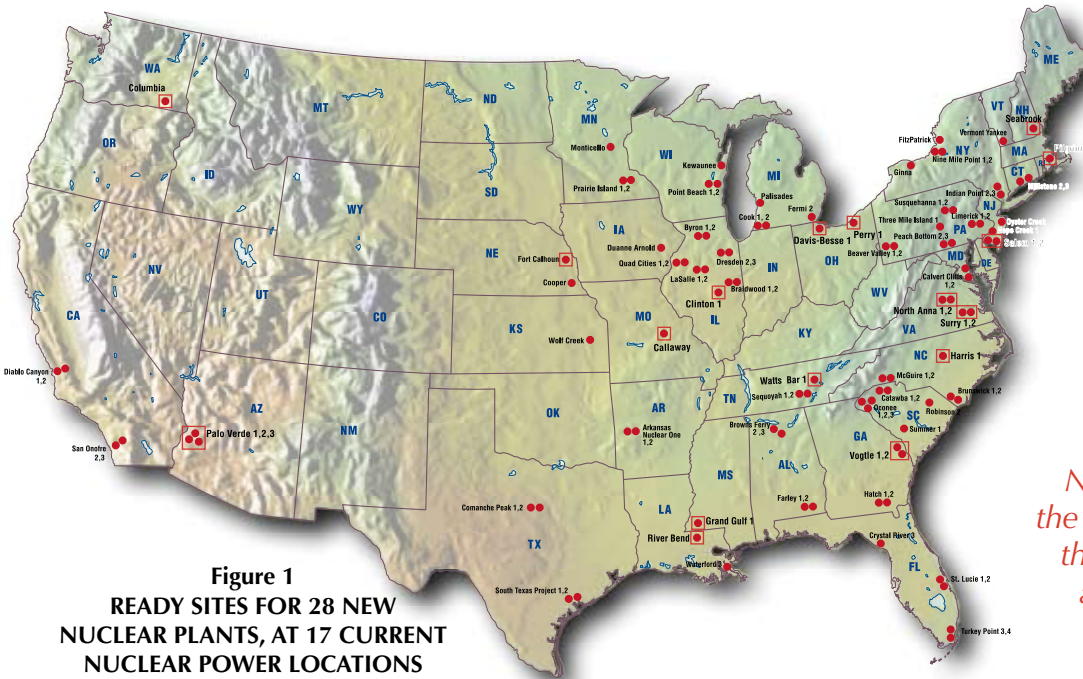 WA
Columbia
OR
ID
MT
ND
SD
WY
NE
NV
UT
CA
CO
KS
AZ
NM
OK
TX
MN
Monticello
Prairie Island 1,2
WI
Kewaunee
Point Beach 1,2
MI
Palisades
Cook 1, 2
Fermi 2
Davis-Besse 1
Perry 1
IA
Duanne Arnold
Quad Cities 1,2
Byron 1,2
Dresden 2,3
LaSalle 1,2
Braidwood 1,2
Clinton 1
IL
IN
OH
Beaver Valley 1,2
Fort Calhoun
Cooper
Wolf Creek
MO
Callaway
KY
WV
VA
ME
VT
NH
Seabrook
FitzPatrick
Vermont Yankee
NY
Nine Mile Point 1,2
Ginna
MA
Pilgrim
CT
Indian Point 2,3
NJ
Susquehanna 1,2
Three Mile Island 1
Limerick 1,2
PA
Peach Bottom 2,3
Oyster Creek
Hope Creek
Salem 1,2
MD
DE
Calvert Cliffs
1,2
North Anna 1,2
Surry 1,2
NC
Harris 1
McGuire 1,2
Catawba 1,2
Brunswick 1,2
Oconee
1,2,3
SC
Robinson 2
Summer 1
Watts Bar 1
Sequoyah 1,2
TN
AR
Arkansas
Nuclear One
1,2
Browns Ferry
2,3
MS
AL
GA
Vogtle 1,2
Farley 1,2
Hatch 1,2
LA
Grand Gulf 1
River Bend
Waterford 3
Crystal River 3
FL
St. Lucie 1,2
Turkey Point 3,4
Diablo Canyon
1,2
San Onofre
2,3
Palo Verde 1,2,3
Comanche Peak 1,2
South Texas Project 1,2
Figure 1
READY SITES FOR 28 NEW
NUCLEAR PLANTS, AT 17 CURRENT
NUCLEAR POWER LOCATIONS
N
the
th